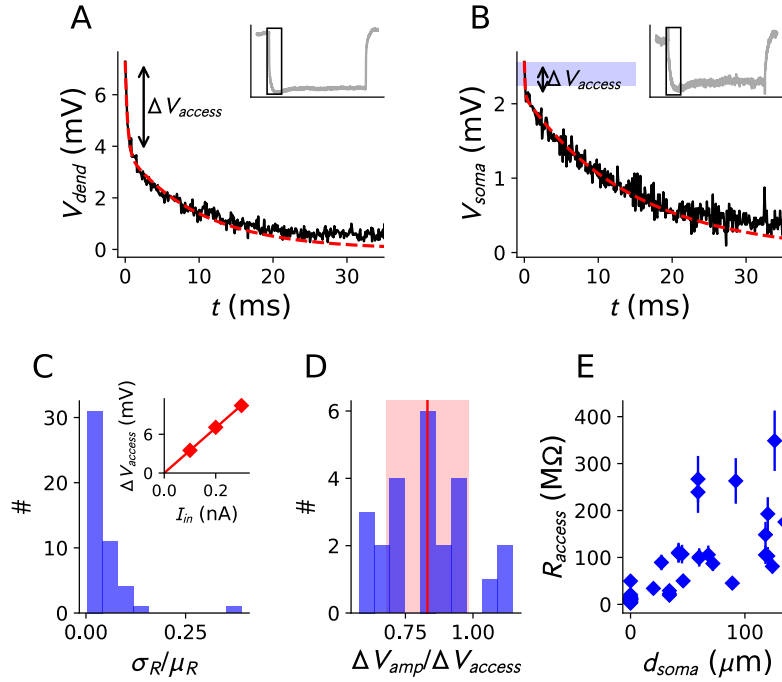 A
B
V_dend (mV)
6
4
2
0
ΔV_access
0
10
20
30
t (ms)
V_soma (mV)
2
1
0
ΔV_access
0
10
20
30
t (ms)
C
D
E
#
30
20
10
0
0.00
0.25
σ_R/μ_R
ΔV_access (mV)
6
0
0.0
0.2
I_in (nA)
#
6
4
2
0
0.75
1.00
ΔV_amp/ΔV_access
R_access (MΩ)
400
300
200
100
0
0
100
d_soma (μm)